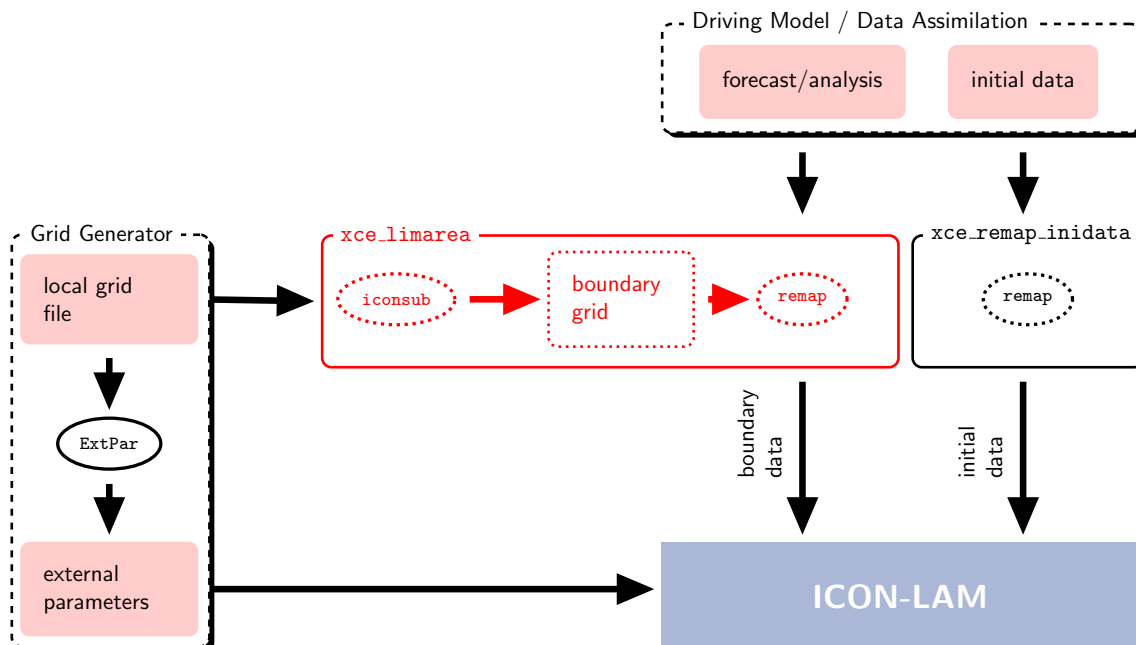 Driving Model / Data Assimilation
forecast/analysis
initial data
Grid Generator
local grid
file
ExtPar
external
parameters
xce_limarea
iconsub
boundary
grid
remap
xce_remap_inidata
remap
boundary
data
initial
data
ICON-LAM